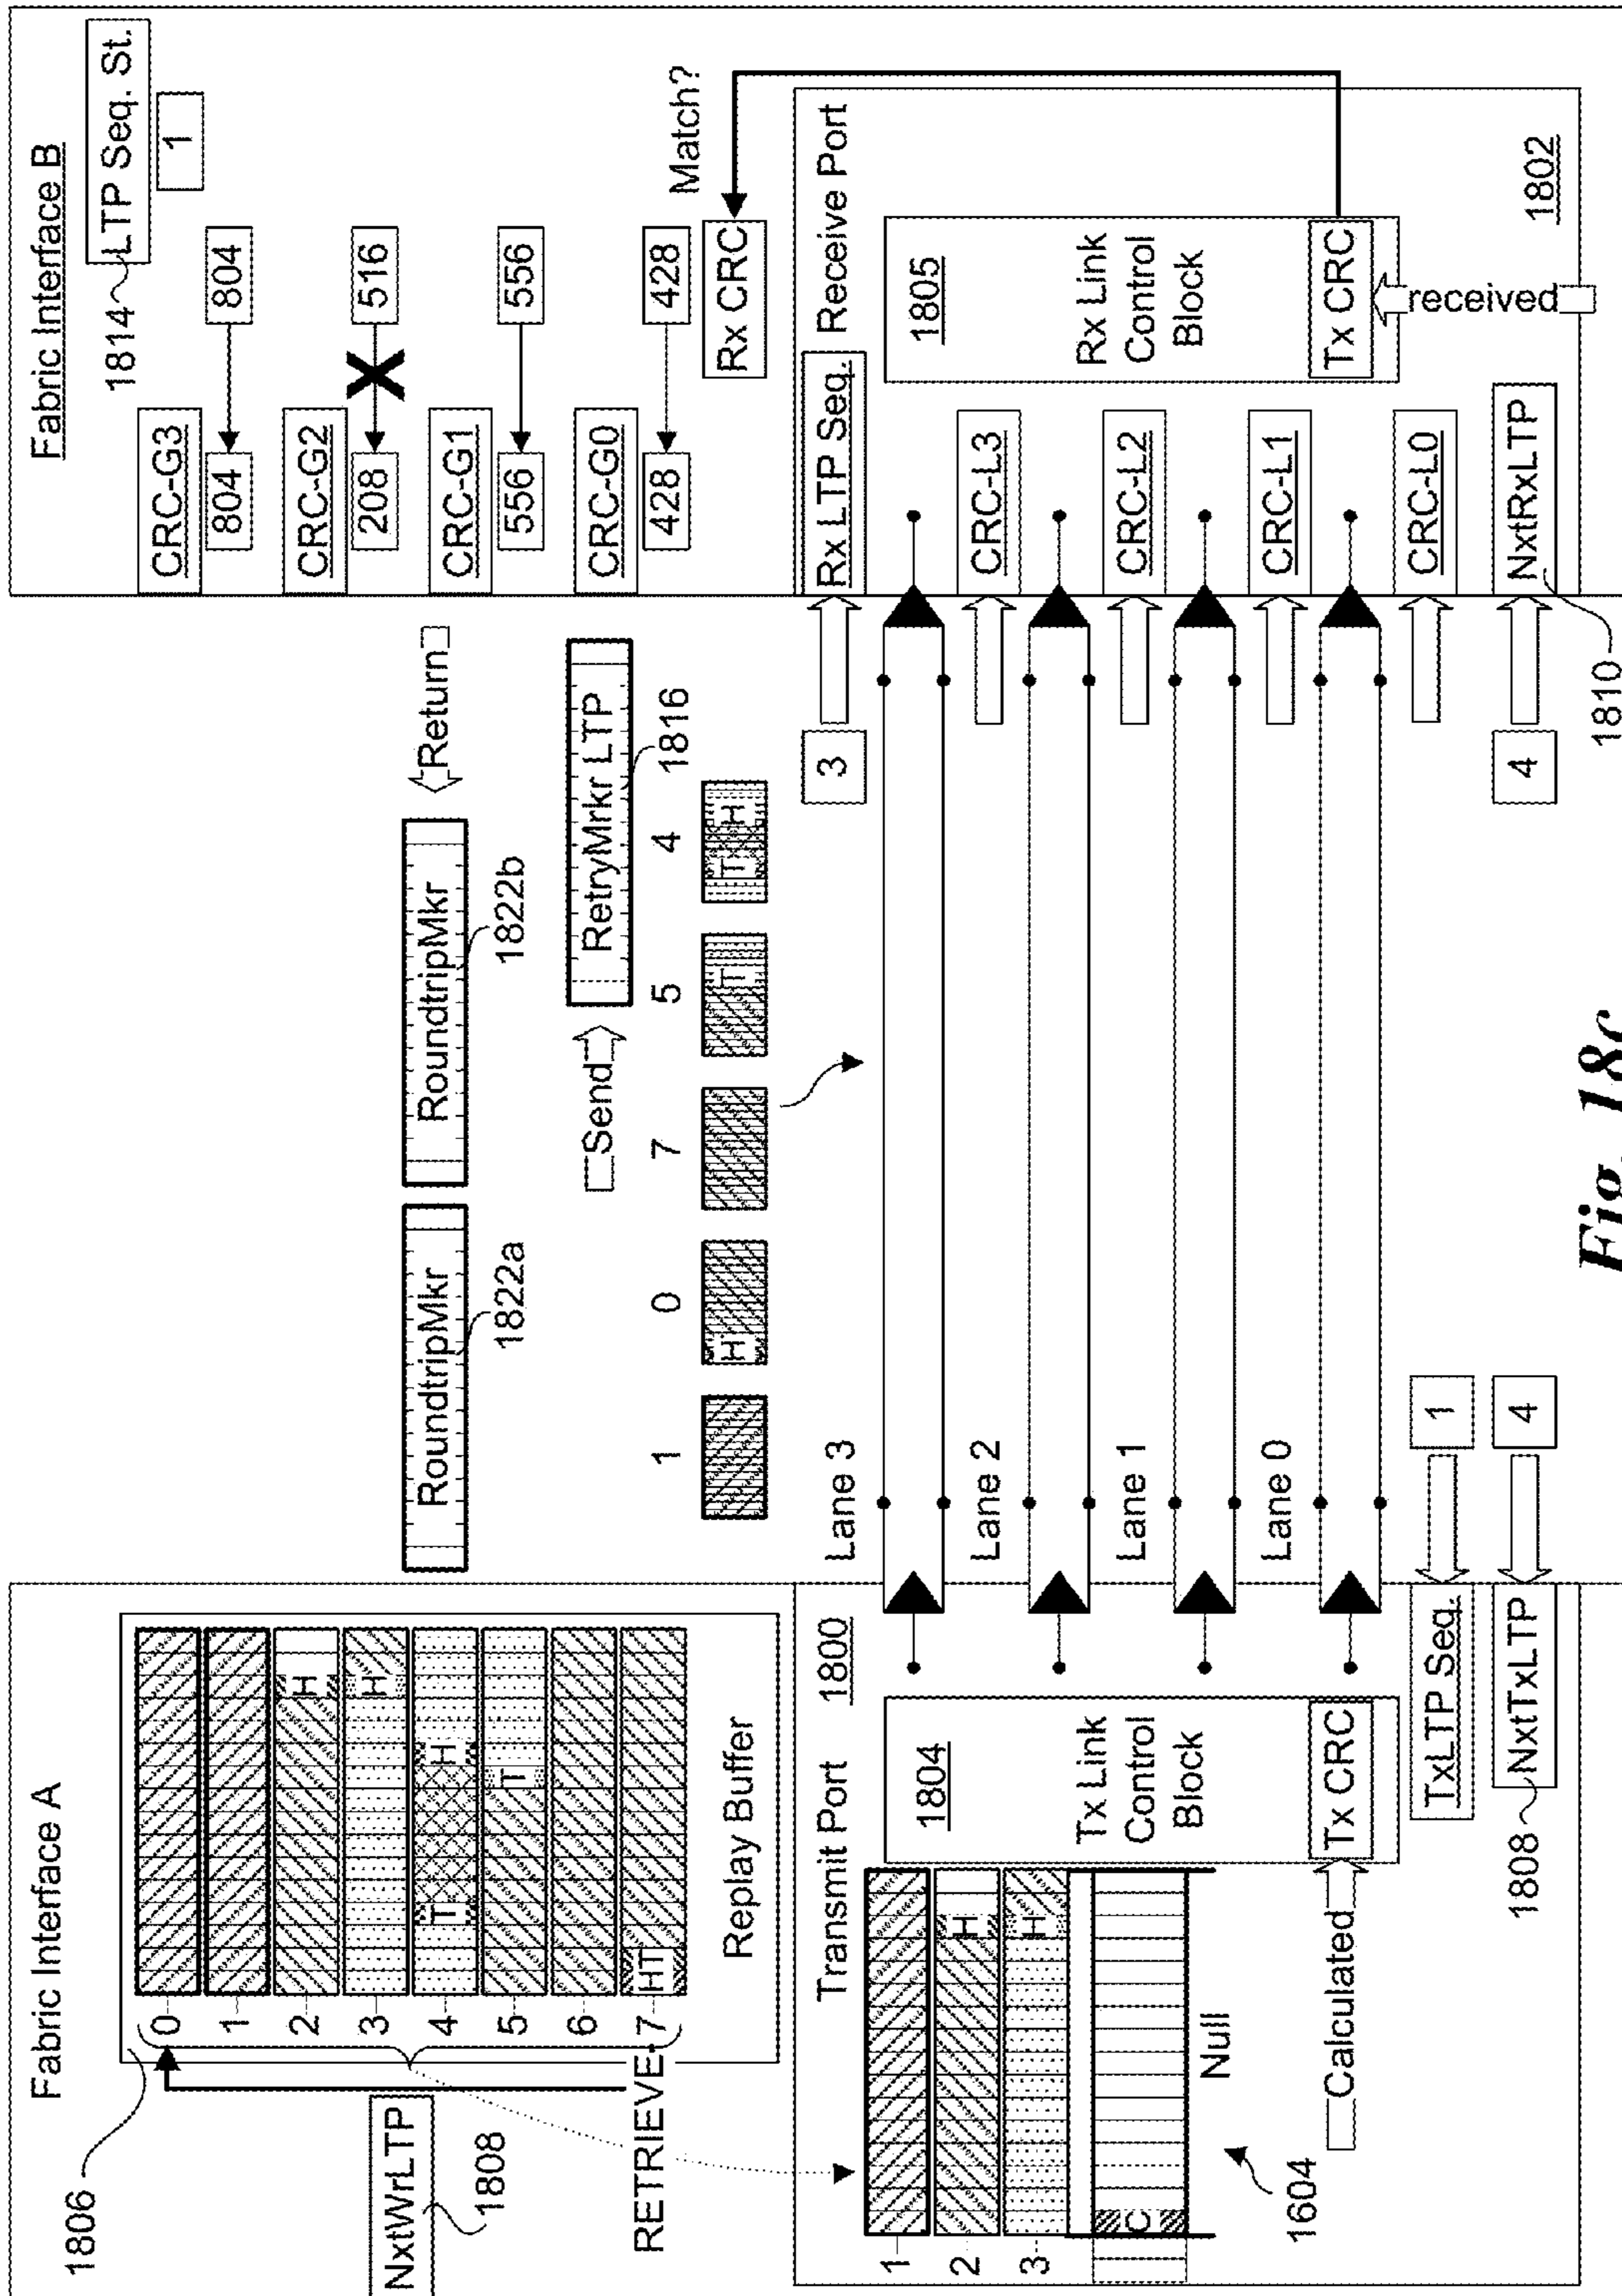 Fabric Interface A
1806
0
1
2
3
4
5
6
7
H
H
T
H
T
HT
NxtWrLTP
1808
RETRIEVE
Replay Buffer
Transmit Port
1800
1
2
3
H
H
C
Null
1604
1804
Tx Link
Control
Block
Tx CRC
Calculated
TxLTP Seq.
1
1808
NxtTxLTP
4
RoundtripMkr
1822a
RoundtripMkr
1822b
Return
Send
RetryMrkr LTP
1816
1
0
7
5
4
H
T
T
H
Lane 3
Lane 2
Lane 1
Lane 0
Fabric Interface B
1814
LTP Seq. St.
1
CRC-G3
804
804
CRC-G2
208
516
CRC-G1
556
556
CRC-G0
428
428
Rx CRC
Match?
3
Rx LTP Seq.
Receive Port
1805
Rx Link
Control
Block
Tx CRC
received
1802
CRC-L3
CRC-L2
CRC-L1
CRC-L0
4
NxtRxLTP
1810
Fig. 18c